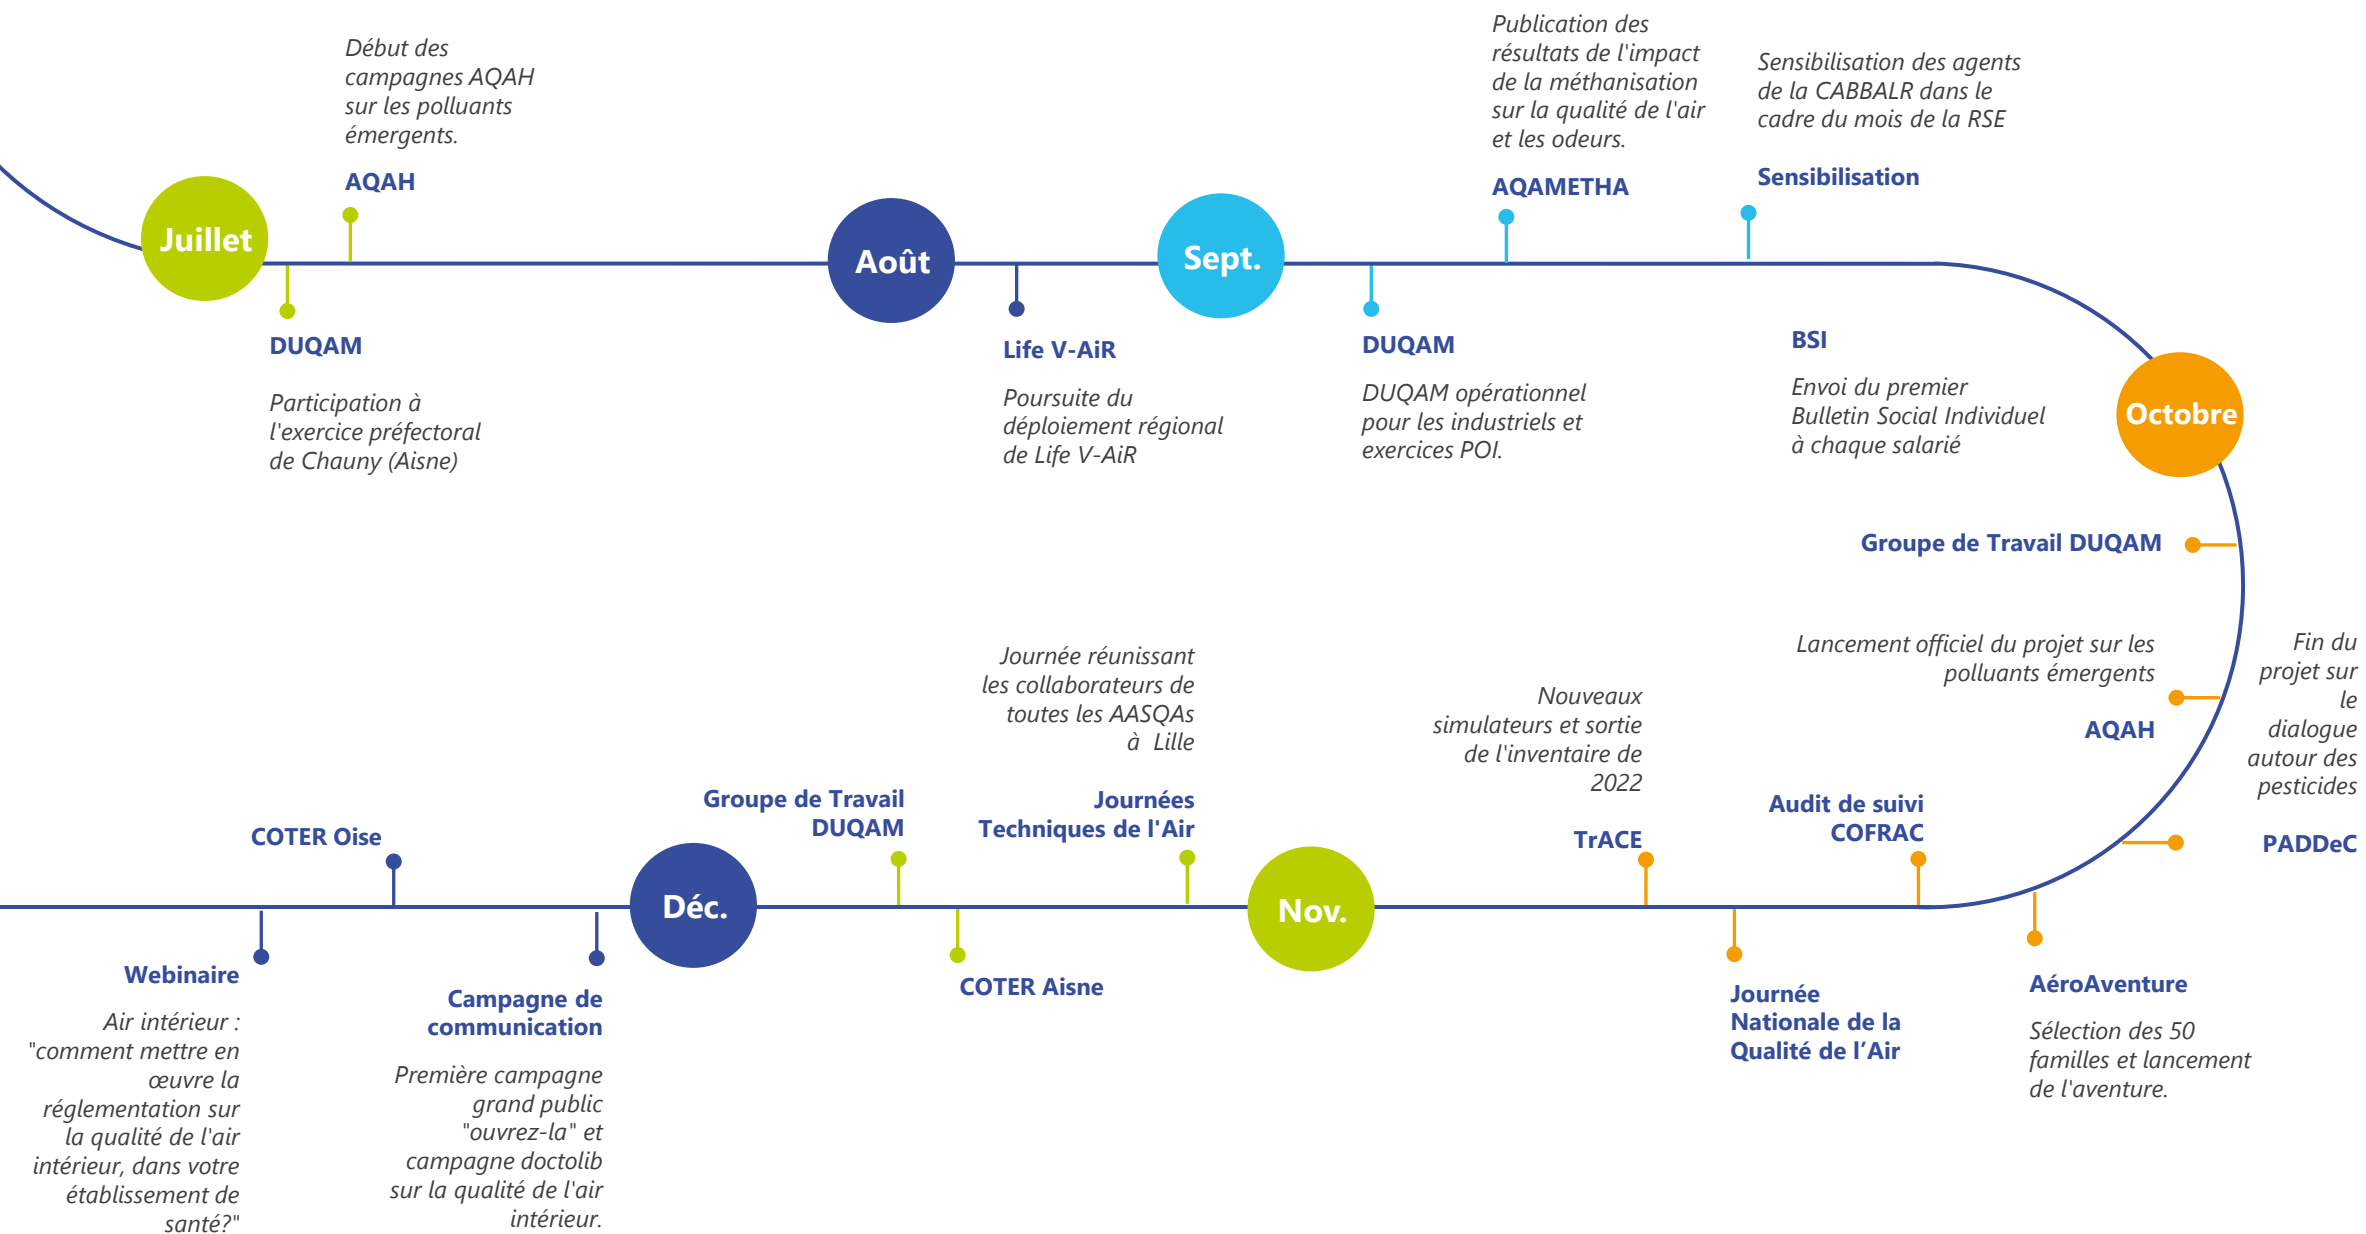 Début des
campagnes AQAH
sur les polluants
émergents.
AQAH
Juillet
DUQAM
Participation à
l'exercice préfectoral
de Chauny (Aisne)
Août
Life V-AiR
Poursuite du
déploiement régional
de Life V-AiR
Sept.
DUQAM
DUQAM opérationnel
pour les industriels et
exercices POI.
Publication des
résultats de l'impact
de la méthanisation
sur la qualité de l'air
et les odeurs.
AQAMETHA
Sensibilisation des agents
de la CABBALR dans le
cadre du mois de la RSE
Sensibilisation
BSI
Envoi du premier
Bulletin Social Individuel
à chaque salarié
Octobre
Groupe de Travail DUQAM
Lancement officiel du projet sur les
polluants émergents
AQAH
Fin du
projet sur
le
dialogue
autour des
pesticides
PADDeC
AéroAventure
Sélection des 50
familles et lancement
de l'aventure.
Audit de suivi
COFRAC
Journée
Nationale de la
Qualité de l’Air
Nouveaux
simulateurs et sortie
de l'inventaire de
2022
TrACE
Nov.
Journée réunissant
les collaborateurs de
toutes les AASQAs
à  Lille
Journées
Techniques de l'Air
COTER Aisne
Groupe de Travail
DUQAM
Déc.
Campagne de
communication
Première campagne
grand public
"ouvrez-la" et
campagne doctolib
sur la qualité de l'air
intérieur.
COTER Oise
Webinaire
Air intérieur :
"comment mettre en
œuvre la
réglementation sur
la qualité de l'air
intérieur, dans votre
établissement de
santé?"